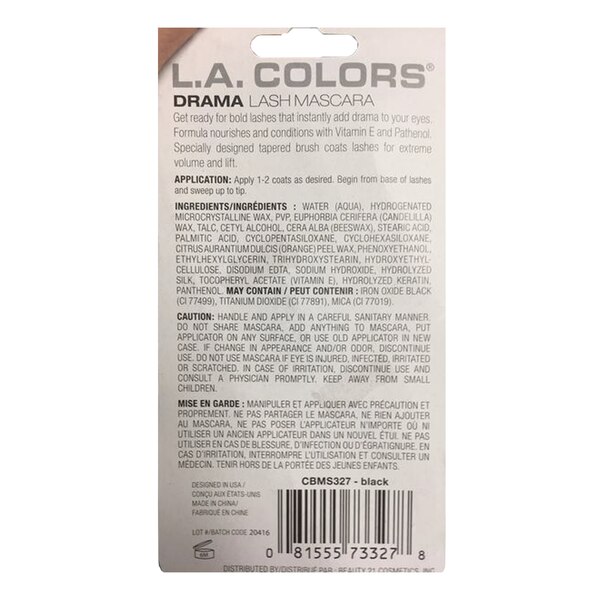 L.A. COLORS®
DRAMA LASH MASCARA
Get ready for bold lashes that instantly add drama to your eyes.
Formula nourishes and conditions with Vitamin E and Pathenol.
Specially designed tapered brush coats lashes for extreme
volume and lift.
APPLICATION: Apply 1-2 coats as desired. Begin from base of lashes
and sweep up to tip.
INGREDIENTS/INGRÉDIENTS : WATER (AQUA), HYDROGENATED
MICROCRYSTALLINE WAX, PVP, EUPHORBIA CERIFERA (CANDELILLA)
WAX, TALC, CETYL ALCOHOL, CERA ALBA (BEESWAX), STEARIC ACID,
PALMITIC ACID, CYCLOPENTASILOXANE, CYCLOHEXASILOXANE,
CITRUS AURANTIUM DULCIS (ORANGE) PEEL WAX, PHENOXYETHANOL,
ETHYLHEXYLGLYCERIN, TRIHYDROXYSTEARIN, HYDROXYETHYL-
CELLULOSE, DISODIUM EDTA, SODIUM HYDROXIDE, HYDROLYZED
SILK, TOCOPHERYL ACETATE (VITAMIN E), HYDROLYZED KERATIN,
PANTHENOL. MAY CONTAIN / PEUT CONTENIR : IRON OXIDE BLACK
(CI 77499), TITANIUM DIOXIDE (CI 77891), MICA (CI 77019).
CAUTION: HANDLE AND APPLY IN A CAREFUL SANITARY MANNER.
DO NOT SHARE MASCARA, ADD ANYTHING TO MASCARA, PUT
APPLICATOR ON ANY SURFACE, OR USE OLD APPLICATOR IN NEW
CASE. IF CHANGE IN APPEARANCE AND/OR ODOR, DISCONTINUE
USE. DO NOT USE MASCARA IF EYE IS INJURED, INFECTED, IRRITATED
OR SCRATCHED. IN CASE OF IRRITATION, DISCONTINUE USE AND
CONSULT A PHYSICIAN PROMPTLY. KEEP AWAY FROM SMALL
CHILDREN.
MISE EN GARDE : MANIPULER ET APPLIQUER AVEC PRÉCAUTION ET
PROPREMENT. NE PAS PARTAGER LE MASCARA, NE RIEN AJOUTER
AU MASCARA, NE PAS POSER L'APPLICATEUR N'IMPORTE OÙ NI
UTILISER UN ANCIEN APPLICATEUR DANS UN NOUVEL ÉTUI. NE PAS
UTILISER EN CAS DE BLESSURE, D'INFECTION OU D'ÉGRATIGNURE. EN
CAS D'IRRITATION, INTERROMPRE L'UTILISATION ET CONSULTER UN
MÉDECIN. TENIR HORS DE LA PORTÉE DES JEUNES ENFANTS.
CBMS327 - black
DESIGNED IN USA /
CONÇU AUX ÉTATS-UNIS
MADE IN CHINA /
FABRIQUÉ EN CHINE
LOT #/BATCH CODE 20416
6M
0 81555 73327 8
DISTRIBUTED BY/DISTRIBUÉ PAR : BEAUTY 21 COSMETICS, INC.